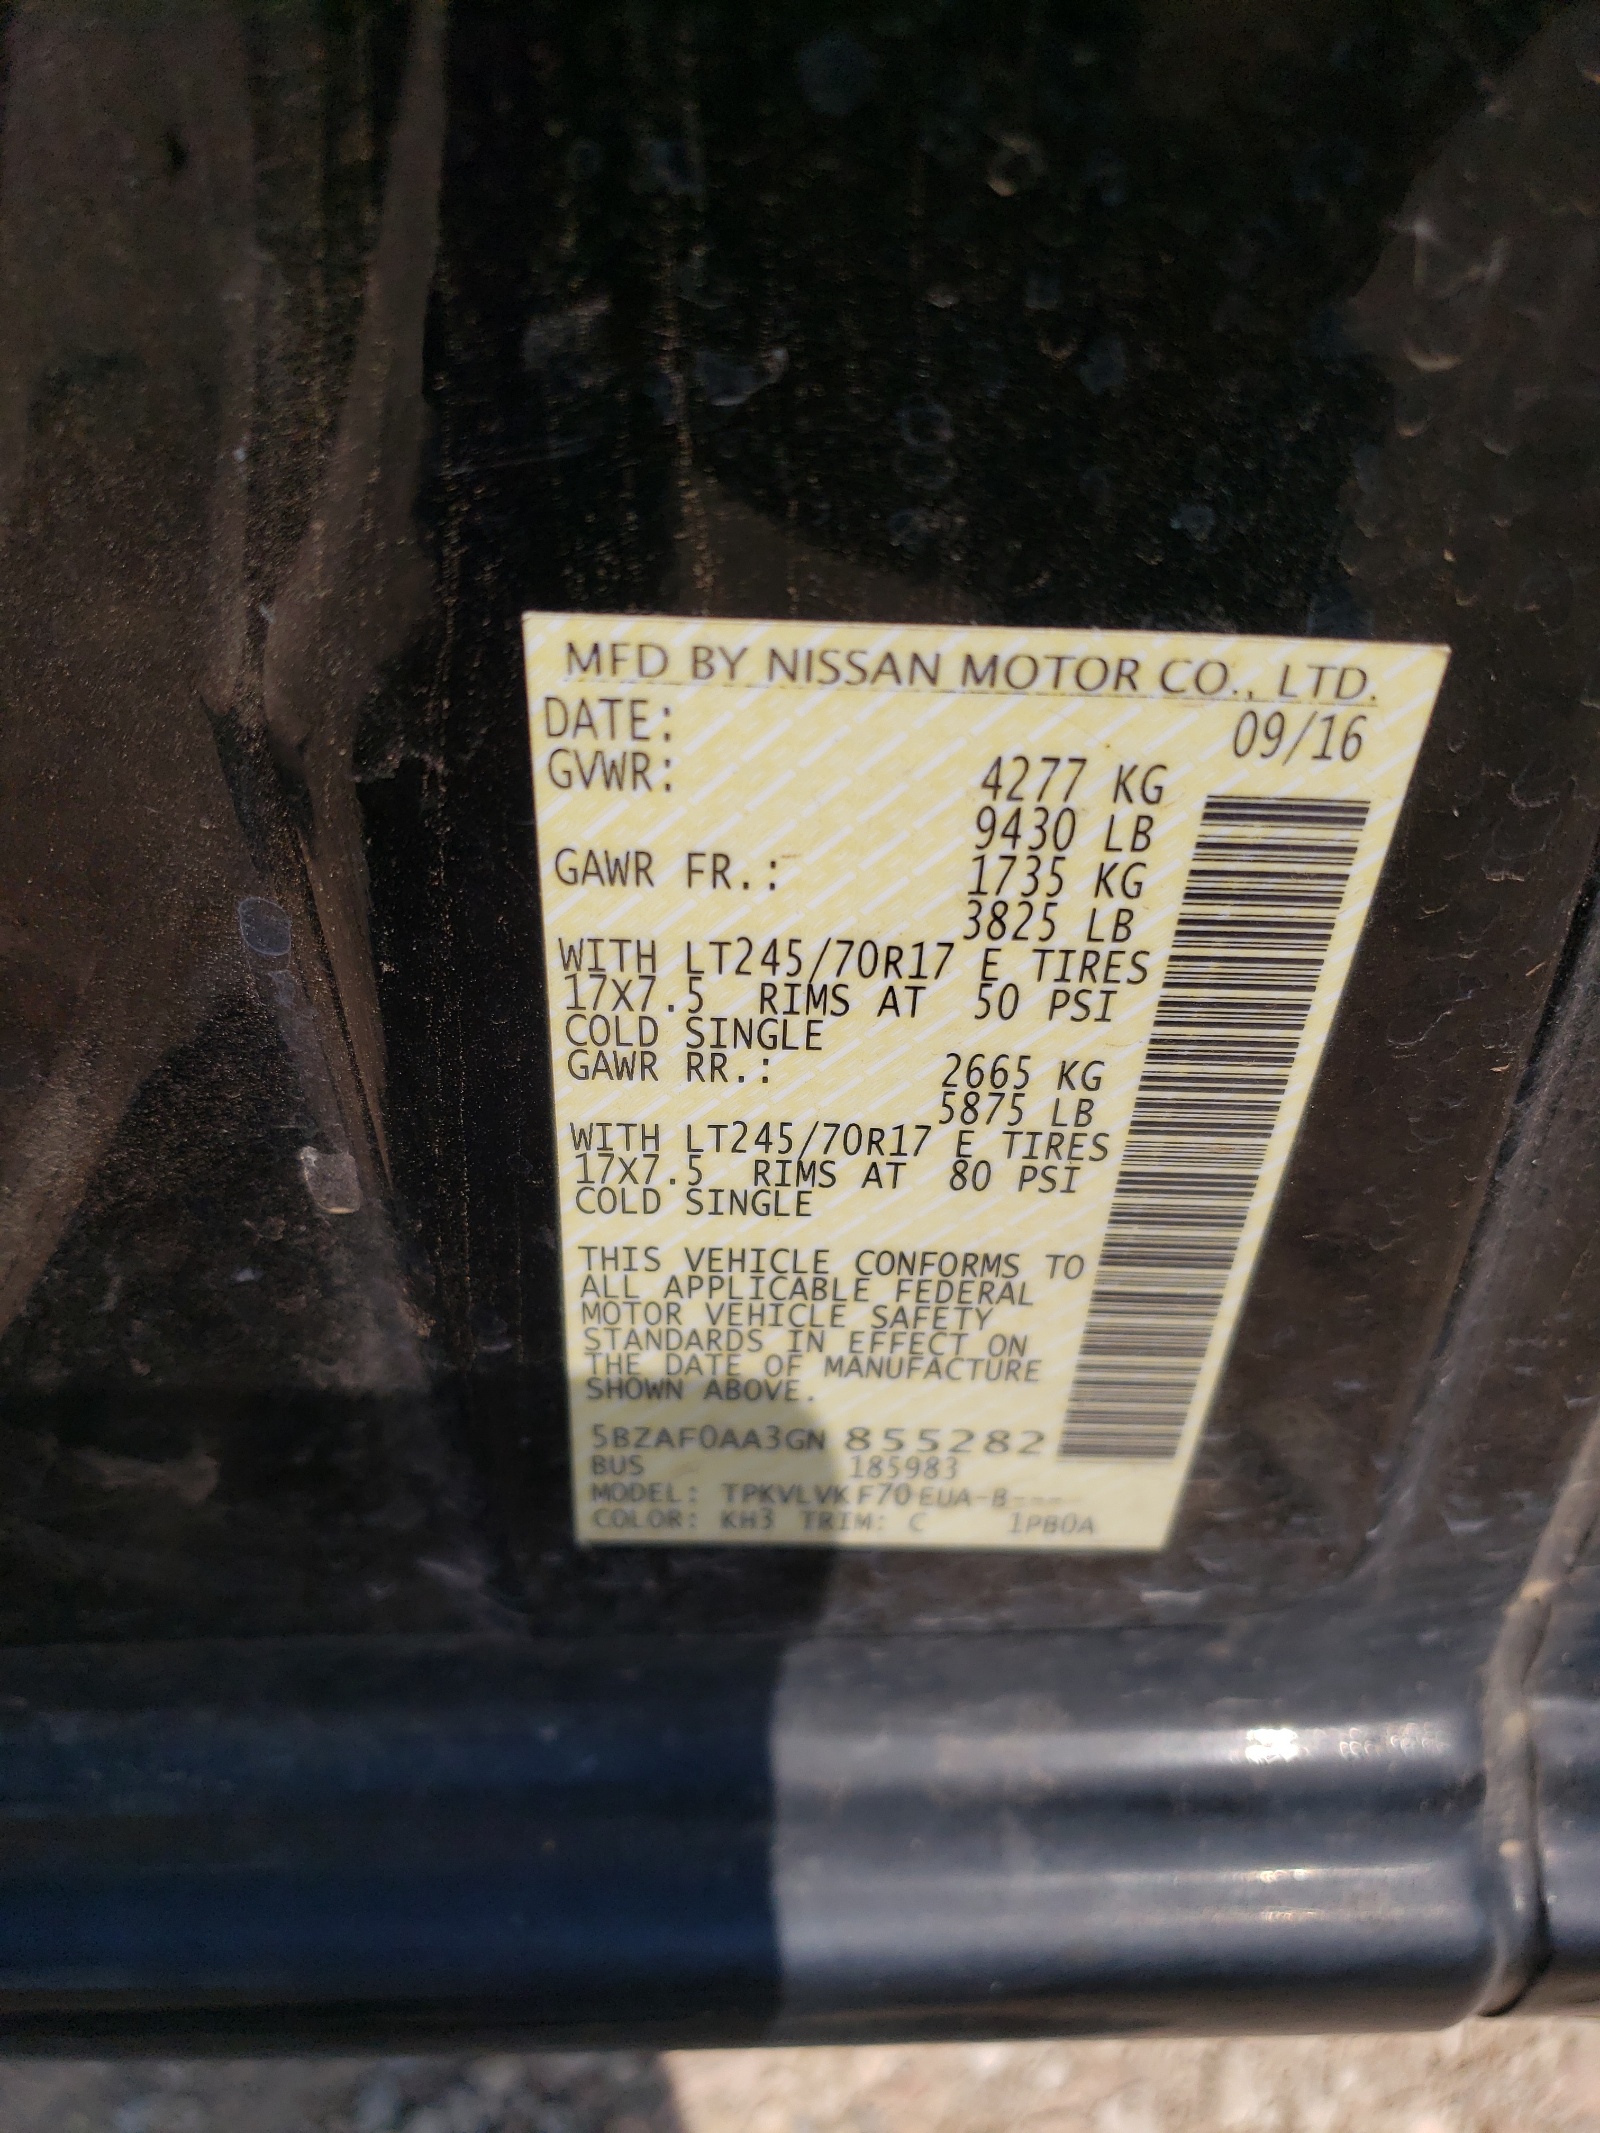 MFD BY NISSAN MOTOR CO., LTD.
DATE: 09/16
GVWR: 4277 KG
9430 LB
GAWR FR.: 1735 KG
3825 LB
WITH LT245/70R17 E TIRES
17X7.5 RIMS AT 50 PSI
COLD SINGLE
GAWR RR.: 2665 KG
5875 LB
WITH LT245/70R17 E TIRES
17X7.5 RIMS AT 80 PSI
COLD SINGLE
THIS VEHICLE CONFORMS TO
ALL APPLICABLE FEDERAL
MOTOR VEHICLE SAFETY
STANDARDS IN EFFECT ON
THE DATE OF MANUFACTURE
SHOWN ABOVE.
5BZAF0AA3GN 855282
BUS 185983
MODEL: TPKVLVK F70 EUA-B----
COLOR: KH3 TRIM: C 1PB0A